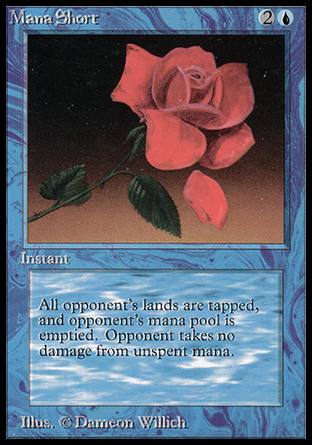 Mana Short 2
Instant
All opponent's lands are tapped,
and opponent's mana pool is
emptied. Opponent takes no
damage from unspent mana.
Illus. © Dameon Willich